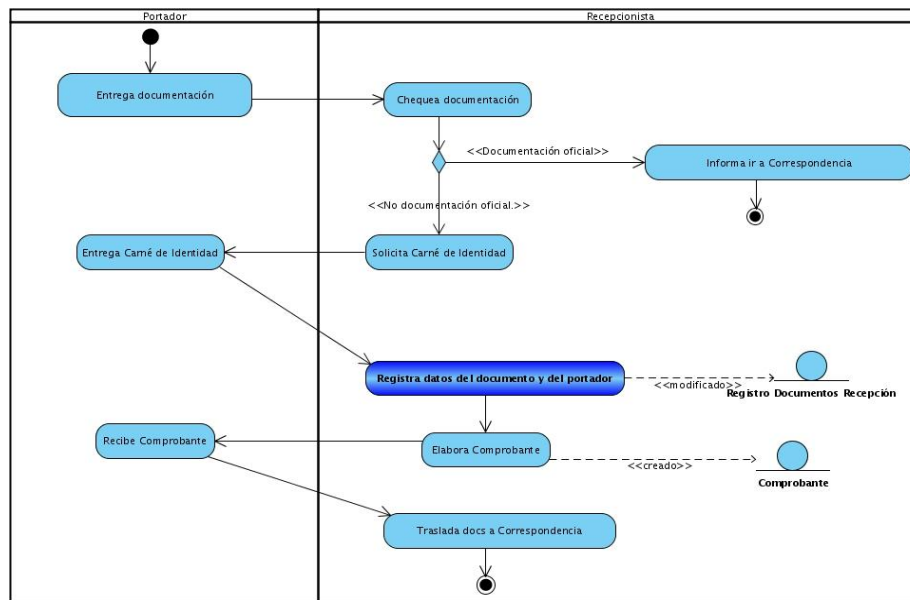 Portador
Recepcionista
Entrega documentación
Chequea documentación
<<Documentación oficial>>
Informa ir a Correspondencia
<<No documentación oficial.>>
Entrega Carné de Identidad
Solicita Carné de Identidad
Registra datos del documento y del portador
<<modificado>>
Registro Documentos Recepción
Recibe Comprobante
Elabora Comprobante
<<creado>>
Comprobante
Traslada docs a Correspondencia